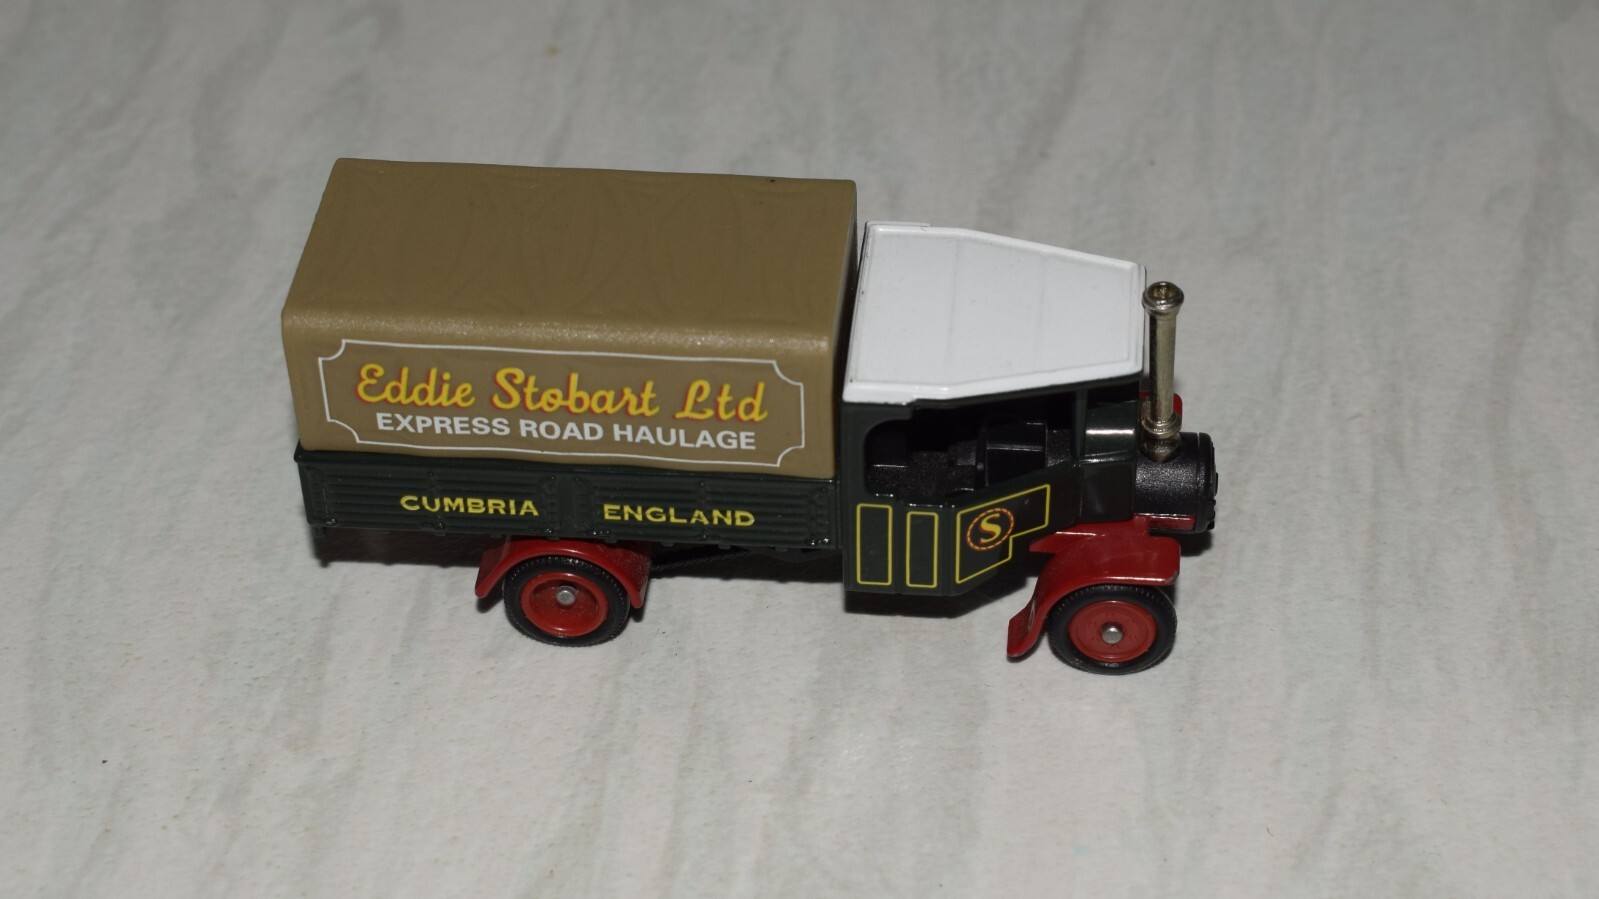 Eddie Stobart Ltd
EXPRESS ROAD HAULAGE
CUMBRIA ENGLAND
S